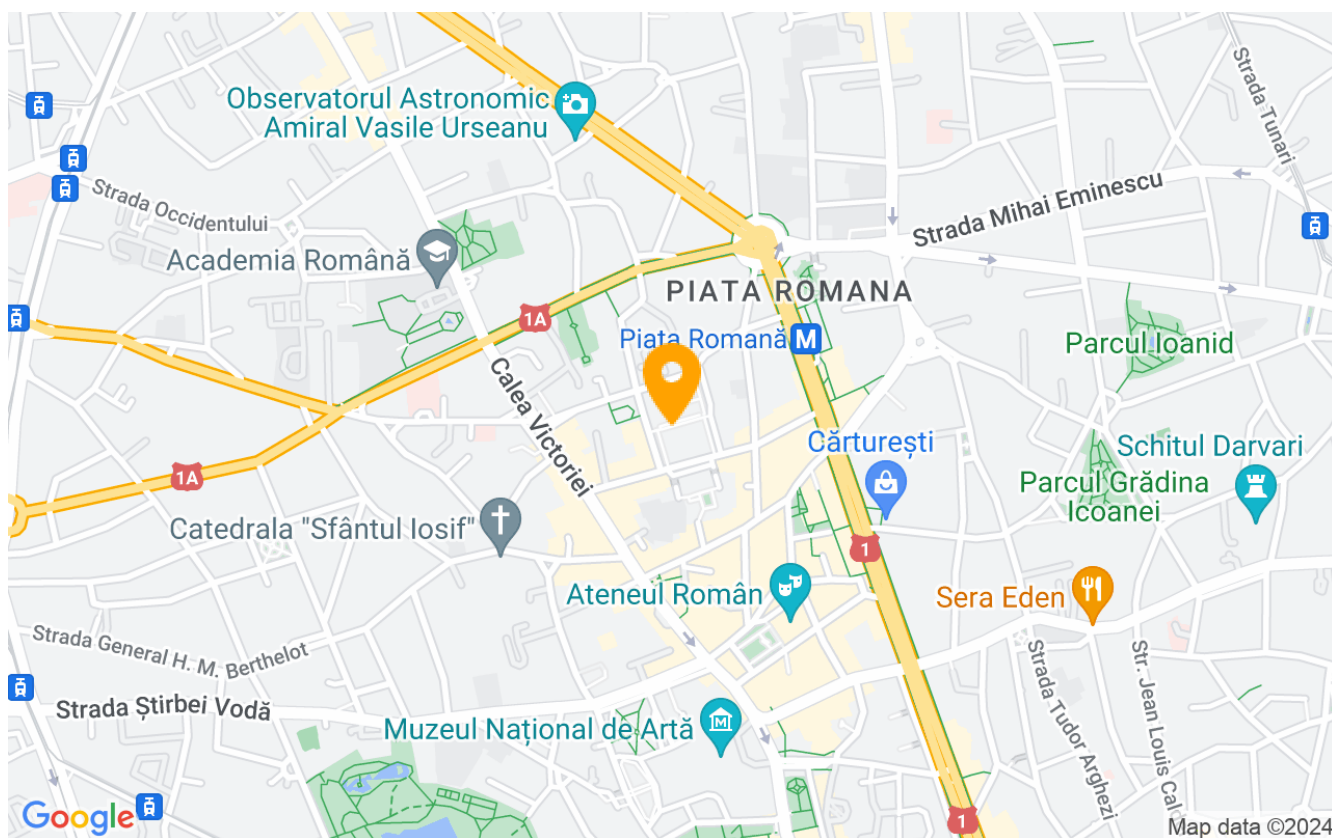 Observatorul Astronomic
Amiral Vasile Urseanu
Strada Tunari
Strada Occidentului
Strada Mihai Eminescu
Academia Română
PIATA ROMANA
1A
Piața Romană M
Parcul Ioanid
Calea Victoriei
Cărturești
Schitul Darvari
1A
Parcul Grădina
Icoanei
Catedrala "Sfântul Iosif"
1
Ateneul Român
Sera Eden
Strada General H. M. Berthelot
Strada Știrbei Vodă
Muzeul Național de Artă
M
Strada Tudor Arghezi
Str. Jean Louis Cald
Google
1
Map data ©2024